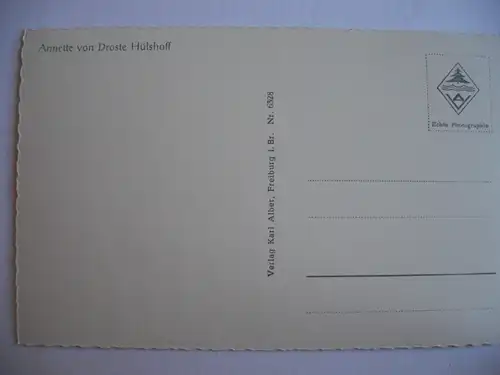 Annette von Droste Hülshoff
Echte Photographie
Verlag Karl Alber, Freiburg i. Br. Nr. 6328